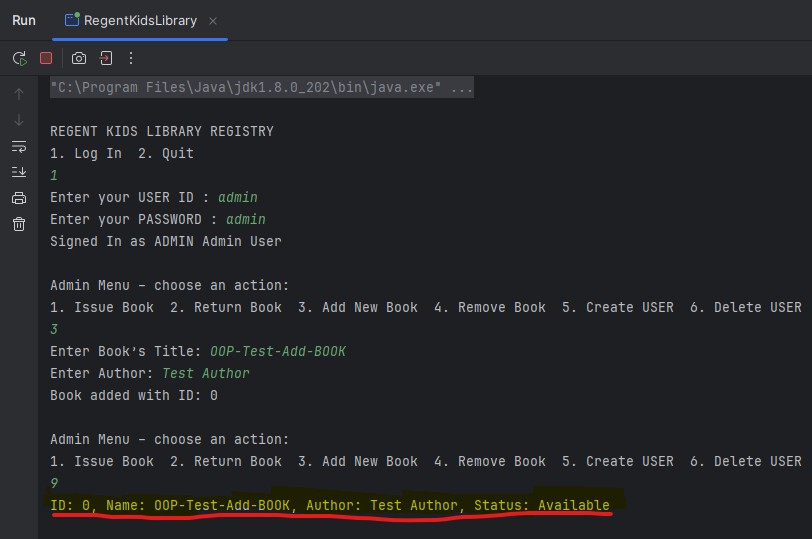 Run RegentKidsLibrary
"C:\Program Files\Java\jdk1.8.0_202\bin\java.exe" ...
REGENT KIDS LIBRARY REGISTRY
1. Log In  2. Quit
1
Enter your USER ID : admin
Enter your PASSWORD : admin
Signed In as ADMIN Admin User
Admin Menu – choose an action:
1. Issue Book  2. Return Book  3. Add New Book  4. Remove Book  5. Create USER  6. Delete USER
3
Enter Book's Title: OOP-Test-Add-BOOK
Enter Author: Test Author
Book added with ID: 0
Admin Menu – choose an action:
1. Issue Book  2. Return Book  3. Add New Book  4. Remove Book  5. Create USER  6. Delete USER
9
ID: 0, Name: OOP-Test-Add-BOOK, Author: Test Author, Status: Available